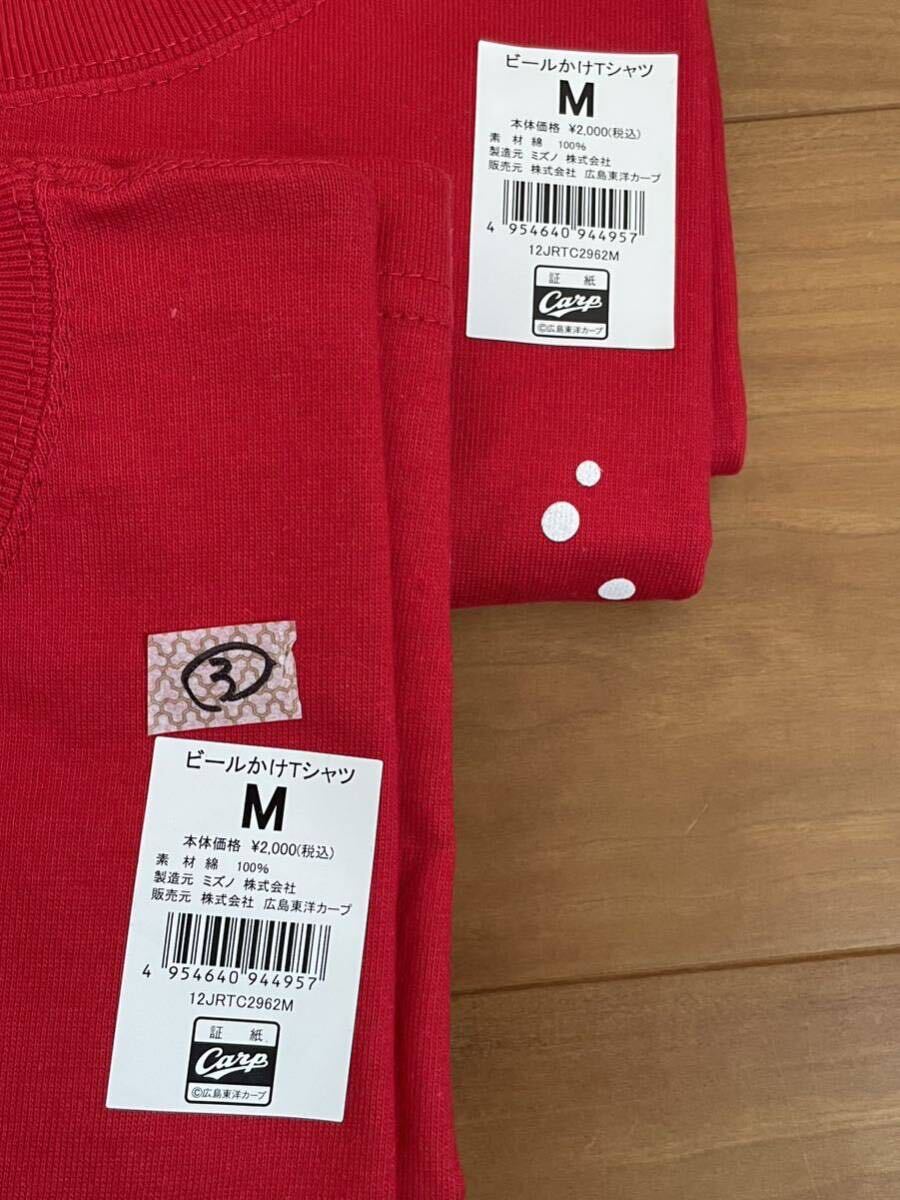 ビールかけTシャツ
M
本体価格 ¥2,000(税込)
素 材 綿 100%
製造元 ミズノ 株式会社
販売元 株式会社 広島東洋カープ
4 954640 944957
12JRTC2962M
証 紙
Carp
©広島東洋カープ
3
ビールかけTシャツ
M
本体価格 ¥2,000(税込)
素 材 綿 100%
製造元 ミズノ 株式会社
販売元 株式会社 広島東洋カープ
4 954640 944957
12JRTC2962M
証 紙
Carp
©広島東洋カープ